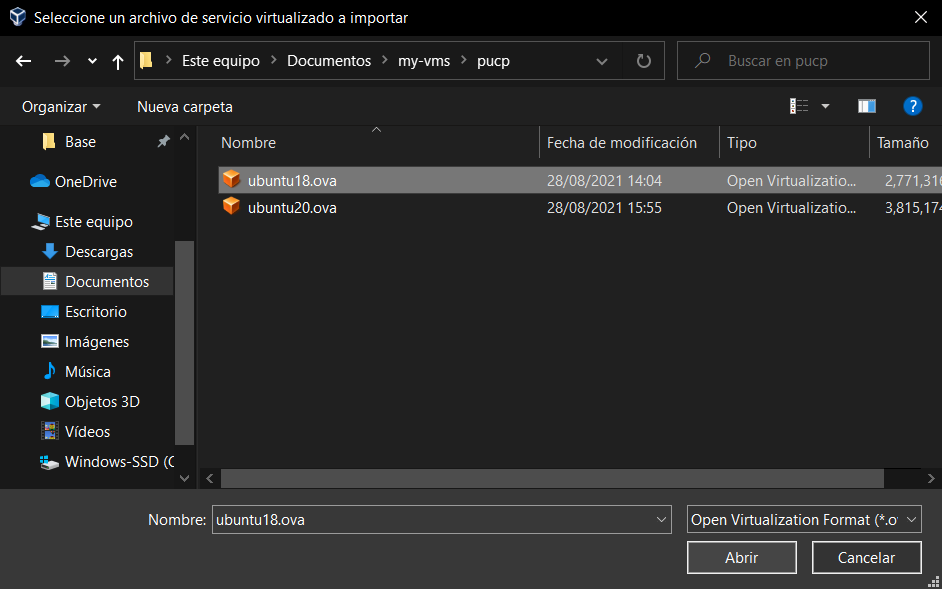 Seleccione un archivo de servicio virtualizado a importar
Este equipo Documentos my-vms pucp
Buscar en pucp
Organizar Nueva carpeta
?
Base
OneDrive
Este equipo
Descargas
Documentos
Escritorio
Imágenes
Música
Objetos 3D
Vídeos
Windows-SSD (C
Nombre Fecha de modificación Tipo Tamaño
ubuntu18.ova 28/08/2021 14:04 Open Virtualizatio... 2,771,316
ubuntu20.ova 28/08/2021 15:55 Open Virtualizatio... 3,815,174
Nombre: ubuntu18.ova Open Virtualization Format (*.o
Abrir Cancelar